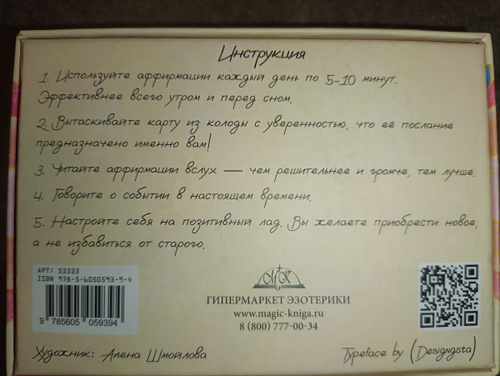 Инструкция
1. Используйте аффирмации каждый день по 5-10 минут.
Эффективнее всего утром и перед сном.
2. Вытаскивайте карту из колоды с уверенностью, что её послание
предназначено именно вам!
3. Читайте аффирмации вслух — чем решительнее и громче, тем лучше.
4. Говорите о событии в настоящем времени.
5. Настройте себя на позитивный лад. Вы желаете приобрести новое,
а не избавиться от старого.
АРТ: 53333
ISBN 978-5-6050593-9-4
9 785605 059394
ГИПЕРМАРКЕТ ЭЗОТЕРИКИ
www.magic-kniga.ru
8 (800) 777-00-34
Художник: Алена Шмойлова
Typeface by (Designgsta)